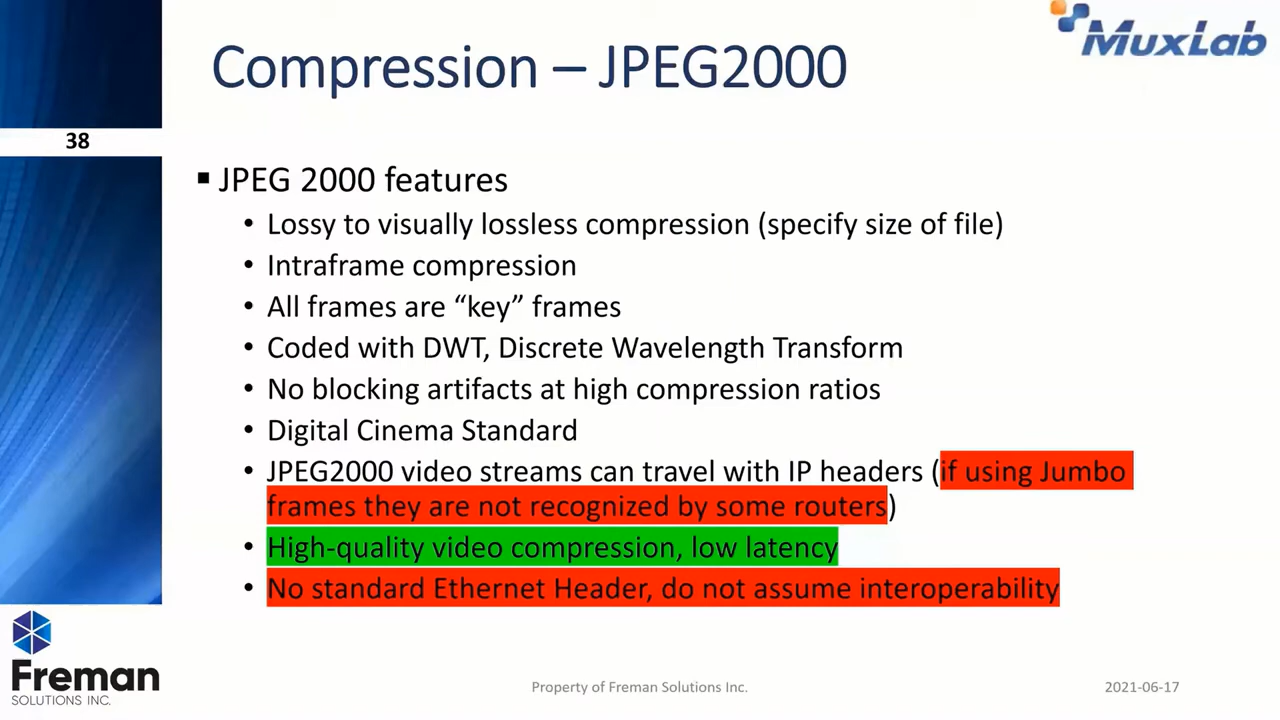 MuxLab
Compression – JPEG2000
38
▪ JPEG 2000 features
• Lossy to visually lossless compression (specify size of file)
• Intraframe compression
• All frames are “key” frames
• Coded with DWT, Discrete Wavelength Transform
• No blocking artifacts at high compression ratios
• Digital Cinema Standard
• JPEG2000 video streams can travel with IP headers (if using Jumbo
frames they are not recognized by some routers)
• High-quality video compression, low latency
• No standard Ethernet Header, do not assume interoperability
Freman
SOLUTIONS INC.
Property of Freman Solutions Inc.
2021-06-17